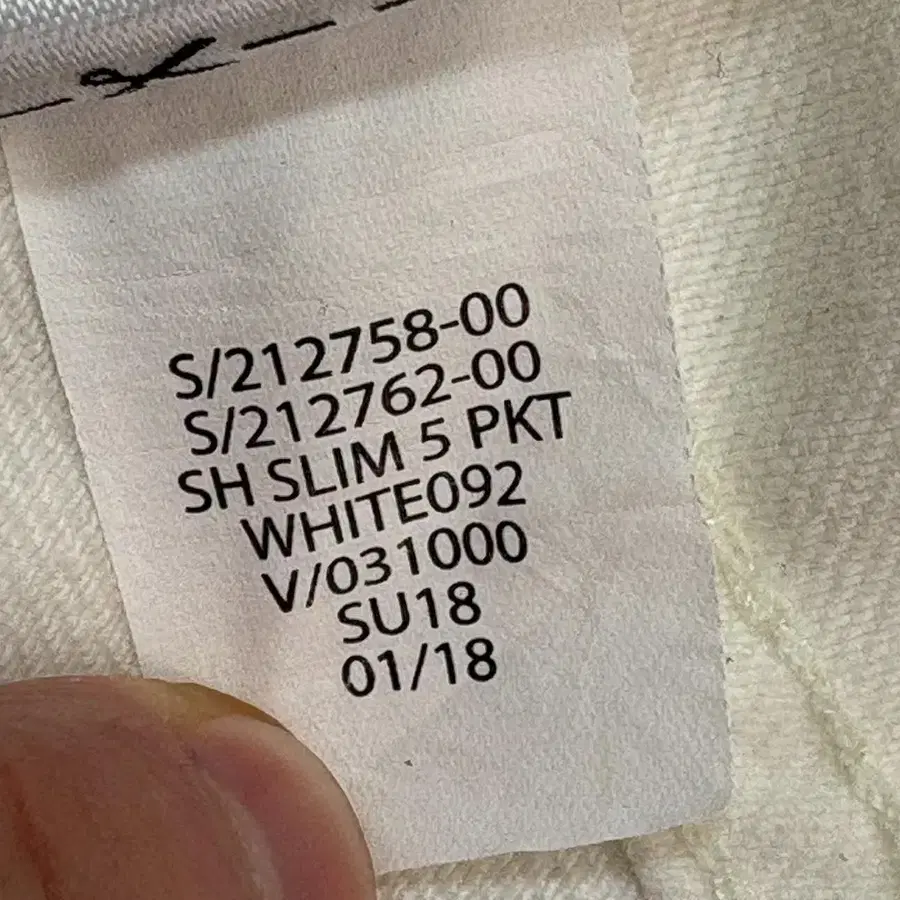 S/212758-00
S/212762-00
SH SLIM 5 PKT
WHITE092
V/031000
SU18
01/18